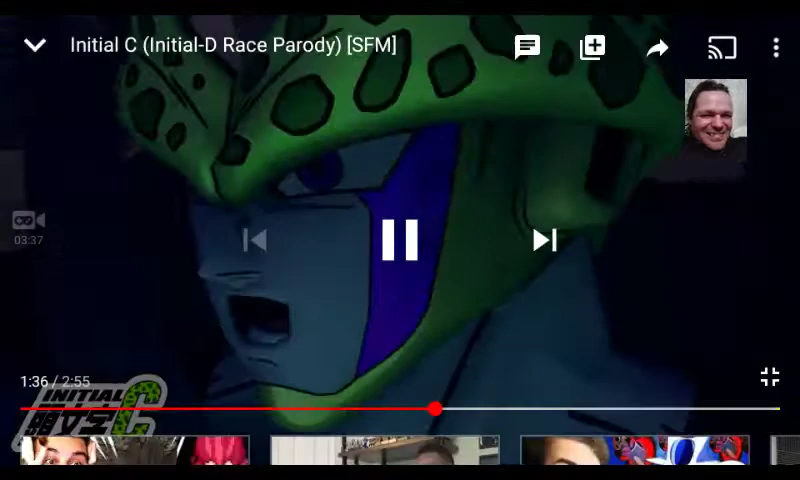 Initial C (Initial-D Race Parody) [SFM]
03:37
1:36 / 2:55
INITIAL
C